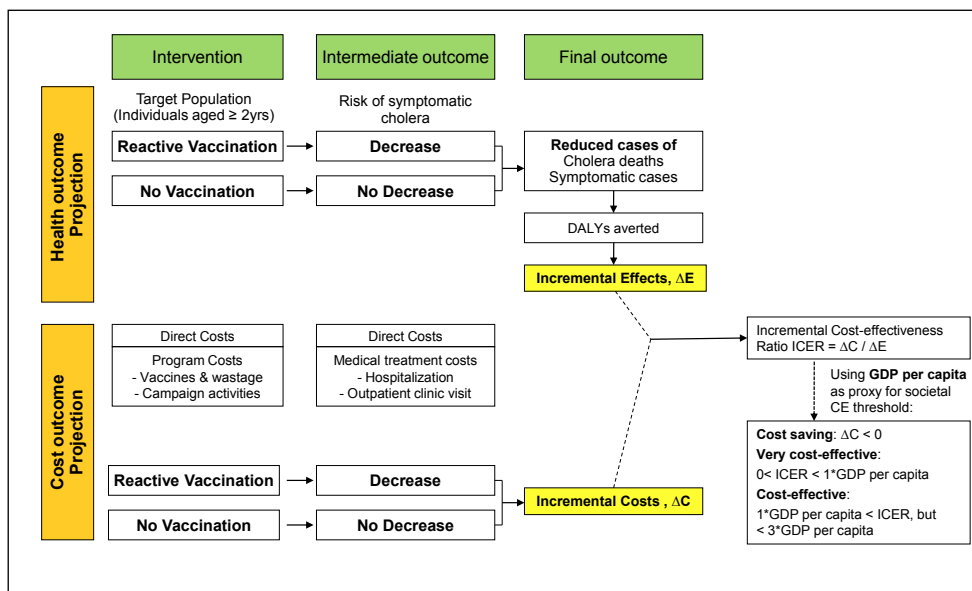 Intervention
Intermediate outcome
Final outcome
Health outcome
Projection
Target Population
(Individuals aged ≥ 2yrs)
Risk of symptomatic
cholera
Reactive Vaccination
Decrease
No Vaccination
No Decrease
Reduced cases of
Cholera deaths
Symptomatic cases
DALYs averted
Incremental Effects, ΔE
Cost outcome
Projection
Direct Costs
Program Costs
- Vaccines & wastage
- Campaign activities
Direct Costs
Medical treatment costs
- Hospitalization
- Outpatient clinic visit
Reactive Vaccination
Decrease
No Vaccination
No Decrease
Incremental Costs , ΔC
Incremental Cost-effectiveness
Ratio ICER = ΔC / ΔE
Using GDP per capita
as proxy for societal
CE threshold:
Cost saving: ΔC < 0
Very cost-effective:
0< ICER < 1*GDP per capita
Cost-effective:
1*GDP per capita < ICER, but
< 3*GDP per capita